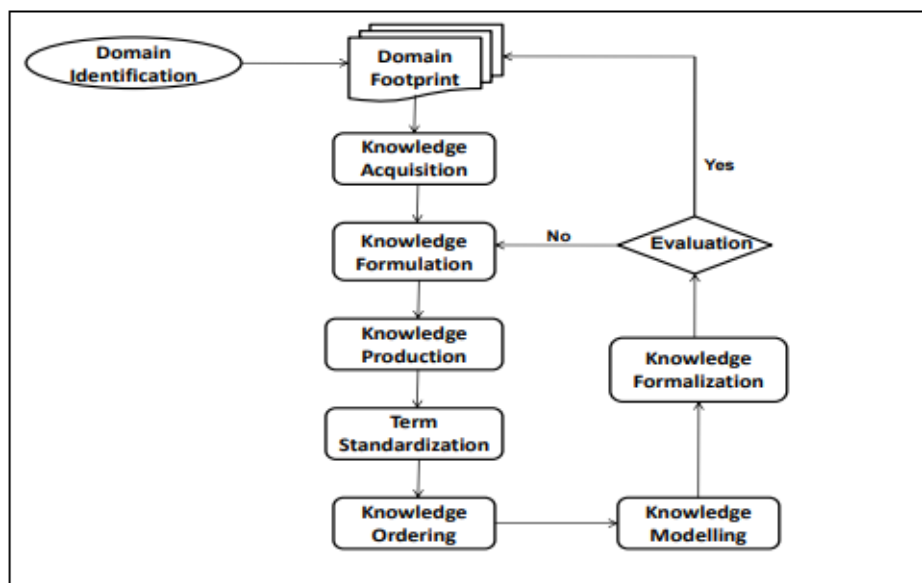 Domain
Identification
Domain
Footprint
Knowledge
Acquisition
Knowledge
Formulation
Knowledge
Production
Term
Standardization
Knowledge
Ordering
Knowledge
Modelling
Knowledge
Formalization
Evaluation
No
Yes